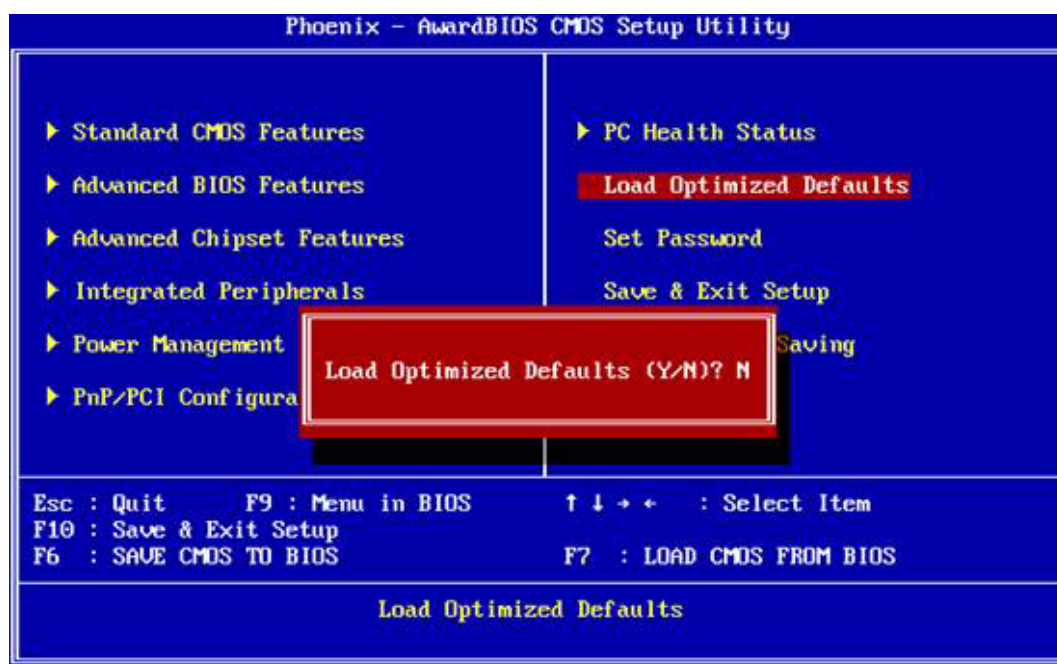 Phoenix - AwardBIOS CMOS Setup Utility
Standard CMOS Features
Advanced BIOS Features
Advanced Chipset Features
Integrated Peripherals
Power Management
PnP/PCI Configura
PC Health Status
Load Optimized Defaults
Set Password
Save & Exit Setup
Saving
Load Optimized Defaults (Y/N)? N
Esc : Quit F9 : Menu in BIOS ↑ ↓ → ← : Select Item
F10 : Save & Exit Setup
F6 : SAVE CMOS TO BIOS F7 : LOAD CMOS FROM BIOS
Load Optimized Defaults